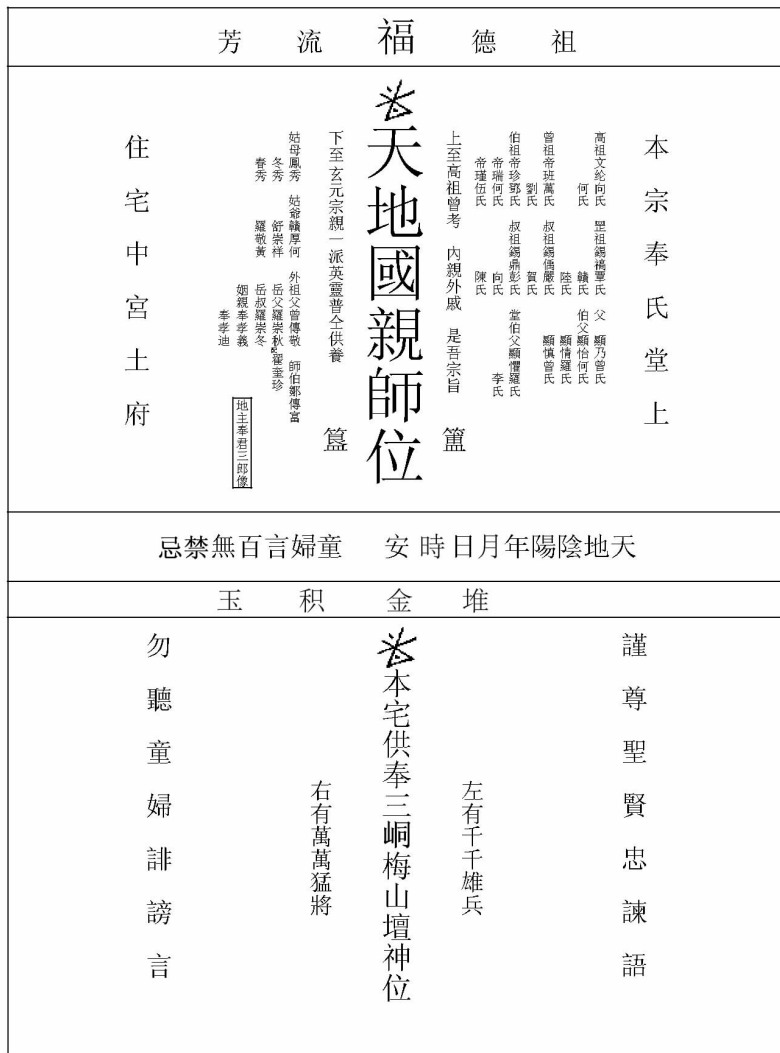 祖德福流芳
本宗奉氏堂上
高祖文纶向氏 罡祖錫禱覃氏 父 顯乃曾氏
何氏 贛氏 伯父顯怡何氏
陸氏 顯情羅氏
曾祖帝班萬氏 叔祖錫偊嚴氏 顯慎曾氏
劉氏 賀氏
伯祖帝珍鄧氏 叔祖錫鼎彭氏 堂伯父顯懼羅氏
帝瑞何氏 向氏 李氏
帝瑾伍氏 陳氏
上至高祖曾考 內親外戚 是吾宗旨
天地國親師位
下至玄元宗親一派英靈普仝供養
姑母鳳秀 姑爺贛厚何 外祖父曾傳敬 師伯鄒傳富
冬秀 舒崇祥 岳父羅崇秋 翟奎珍
春秀 羅敬黃 岳叔羅崇冬
姻親奉孝義
奉孝迪
地主奉君三郎像
住宅中宮土府
天地陰陽年月日時 安 童婦言百無禁忌
堆金积玉
謹尊聖賢忠諫語
左有千千雄兵
本宅供奉三峒梅山壇神位
右有萬萬猛將
勿聽童婦誹謗言